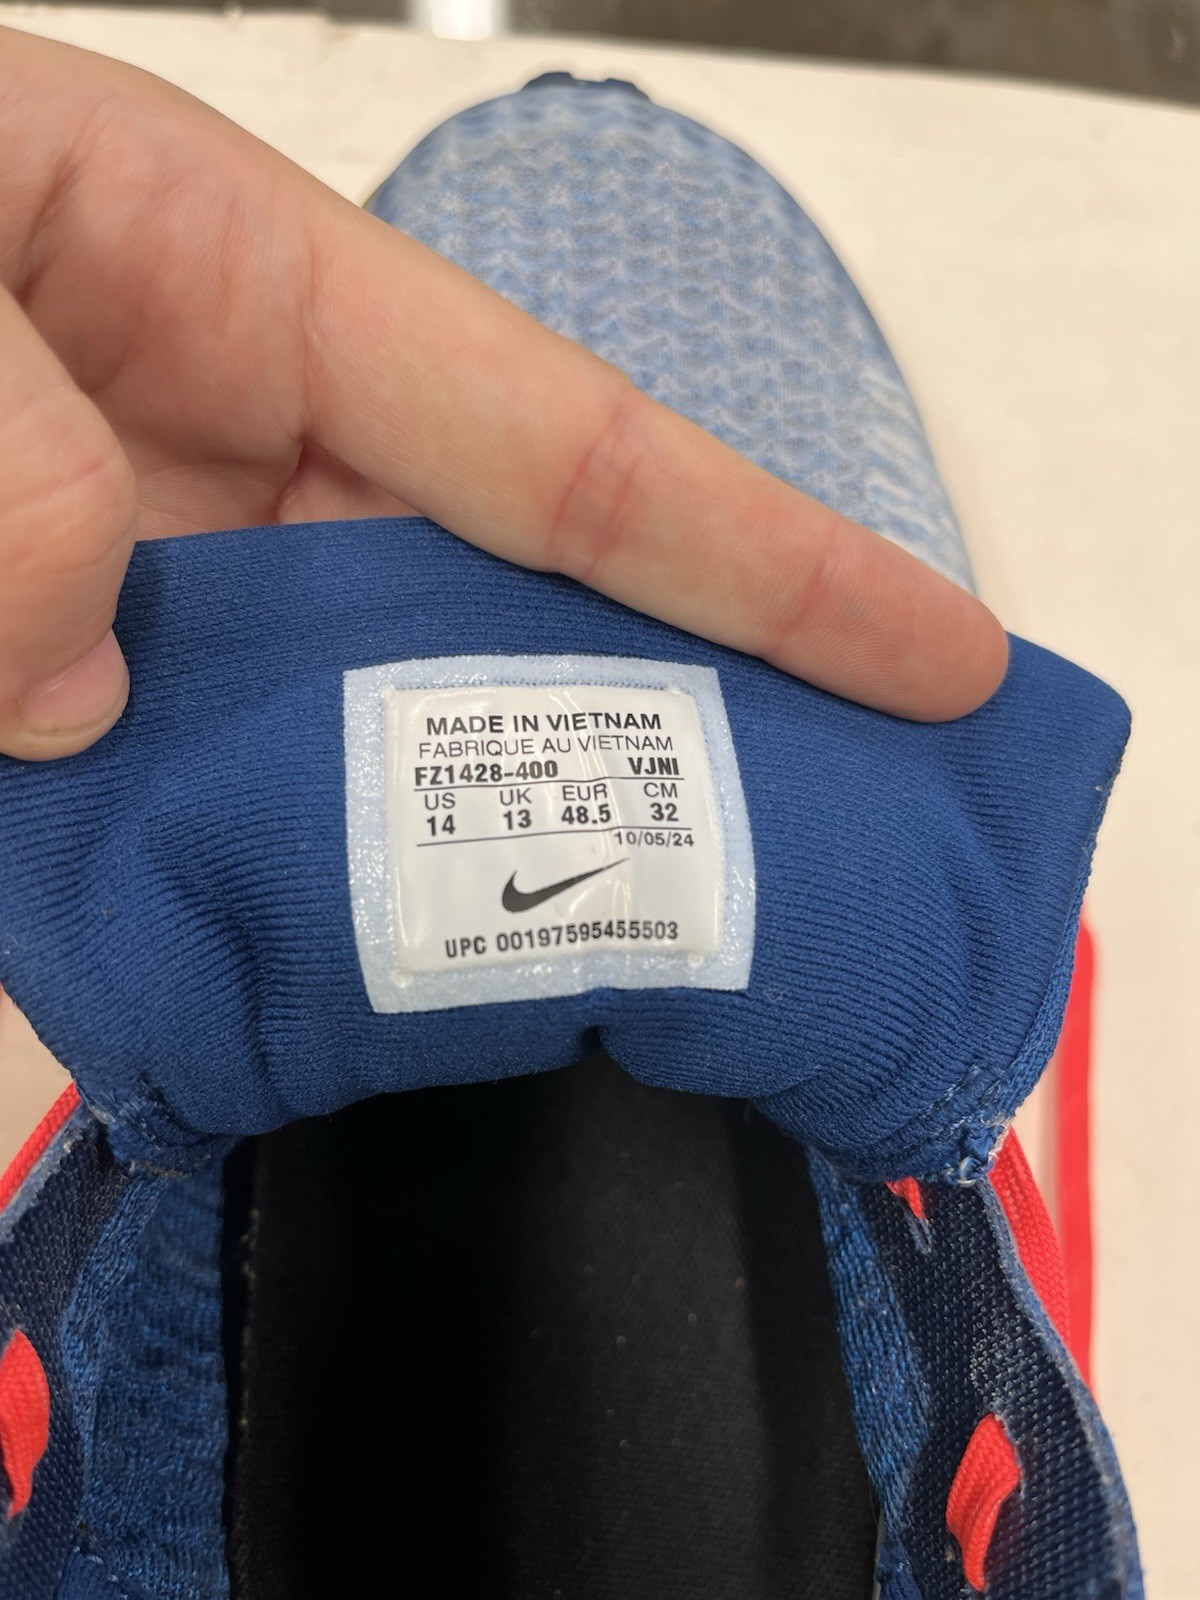 MADE IN VIETNAM
FABRIQUE AU VIETNAM
FZ1428-400 VJNI
US UK EUR CM
14 13 48.5 32
10/05/24
UPC 00197595455503